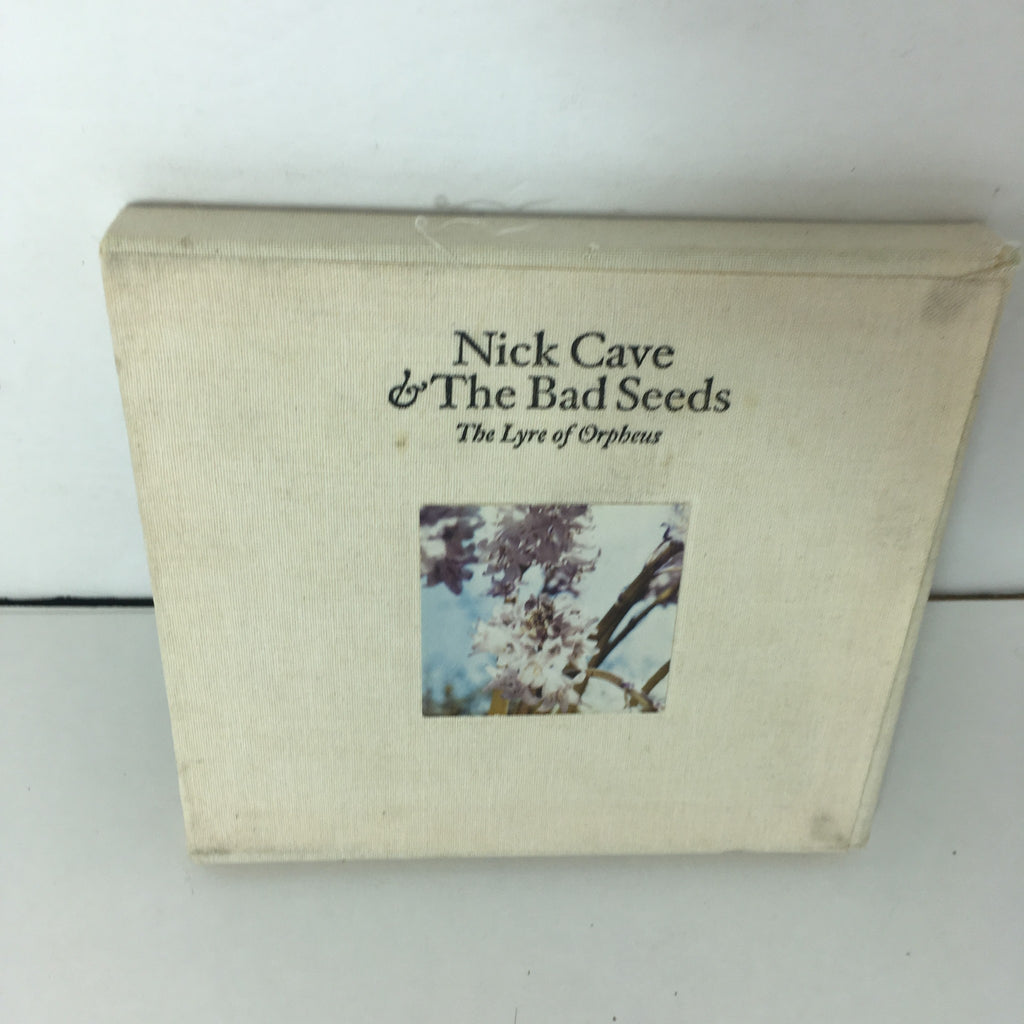 Nick Cave
& The Bad Seeds
The Lyre of Orpheus